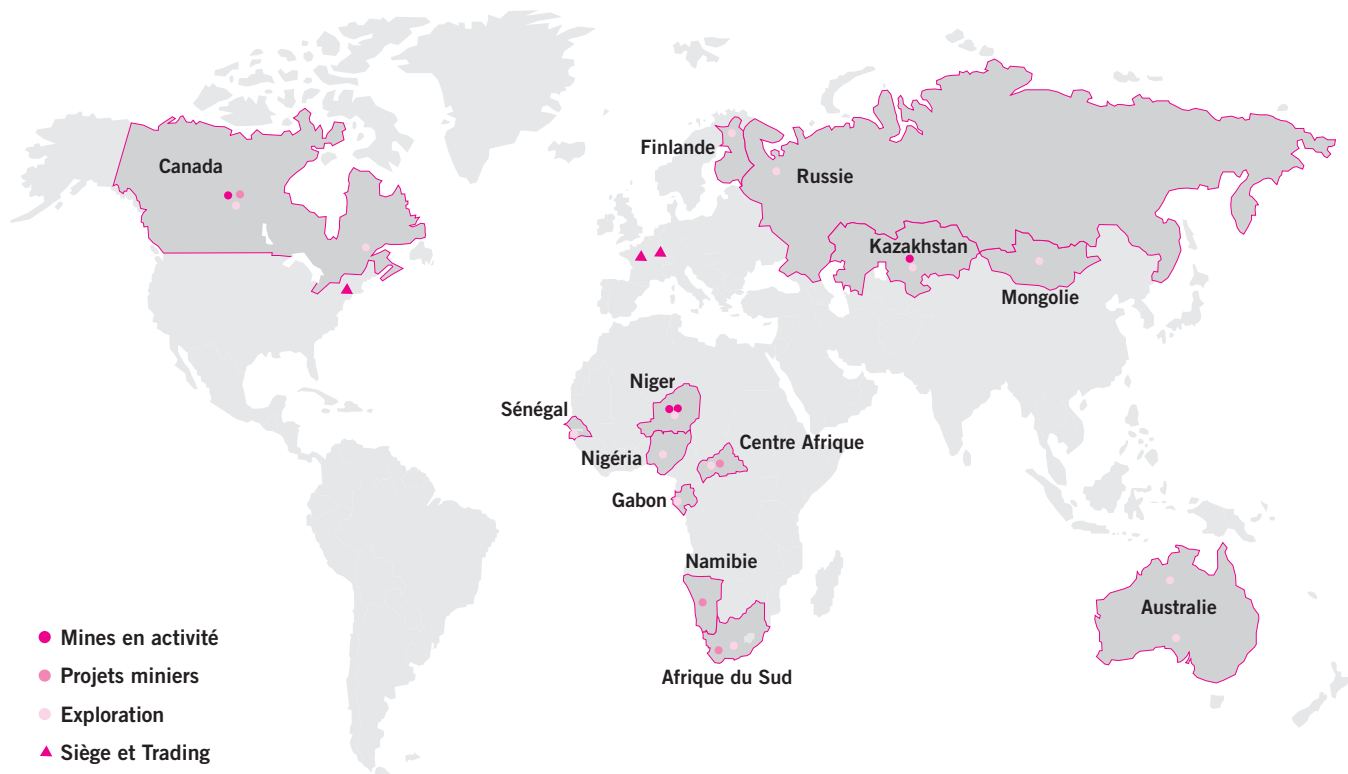 Finlande
Canada
Russie
Kazakhstan
Mongolie
Niger
Sénégal
Centre Afrique
Nigéria
Gabon
Namibie
Australie
Afrique du Sud
Mines en activité
Projets miniers
Exploration
Siège et Trading